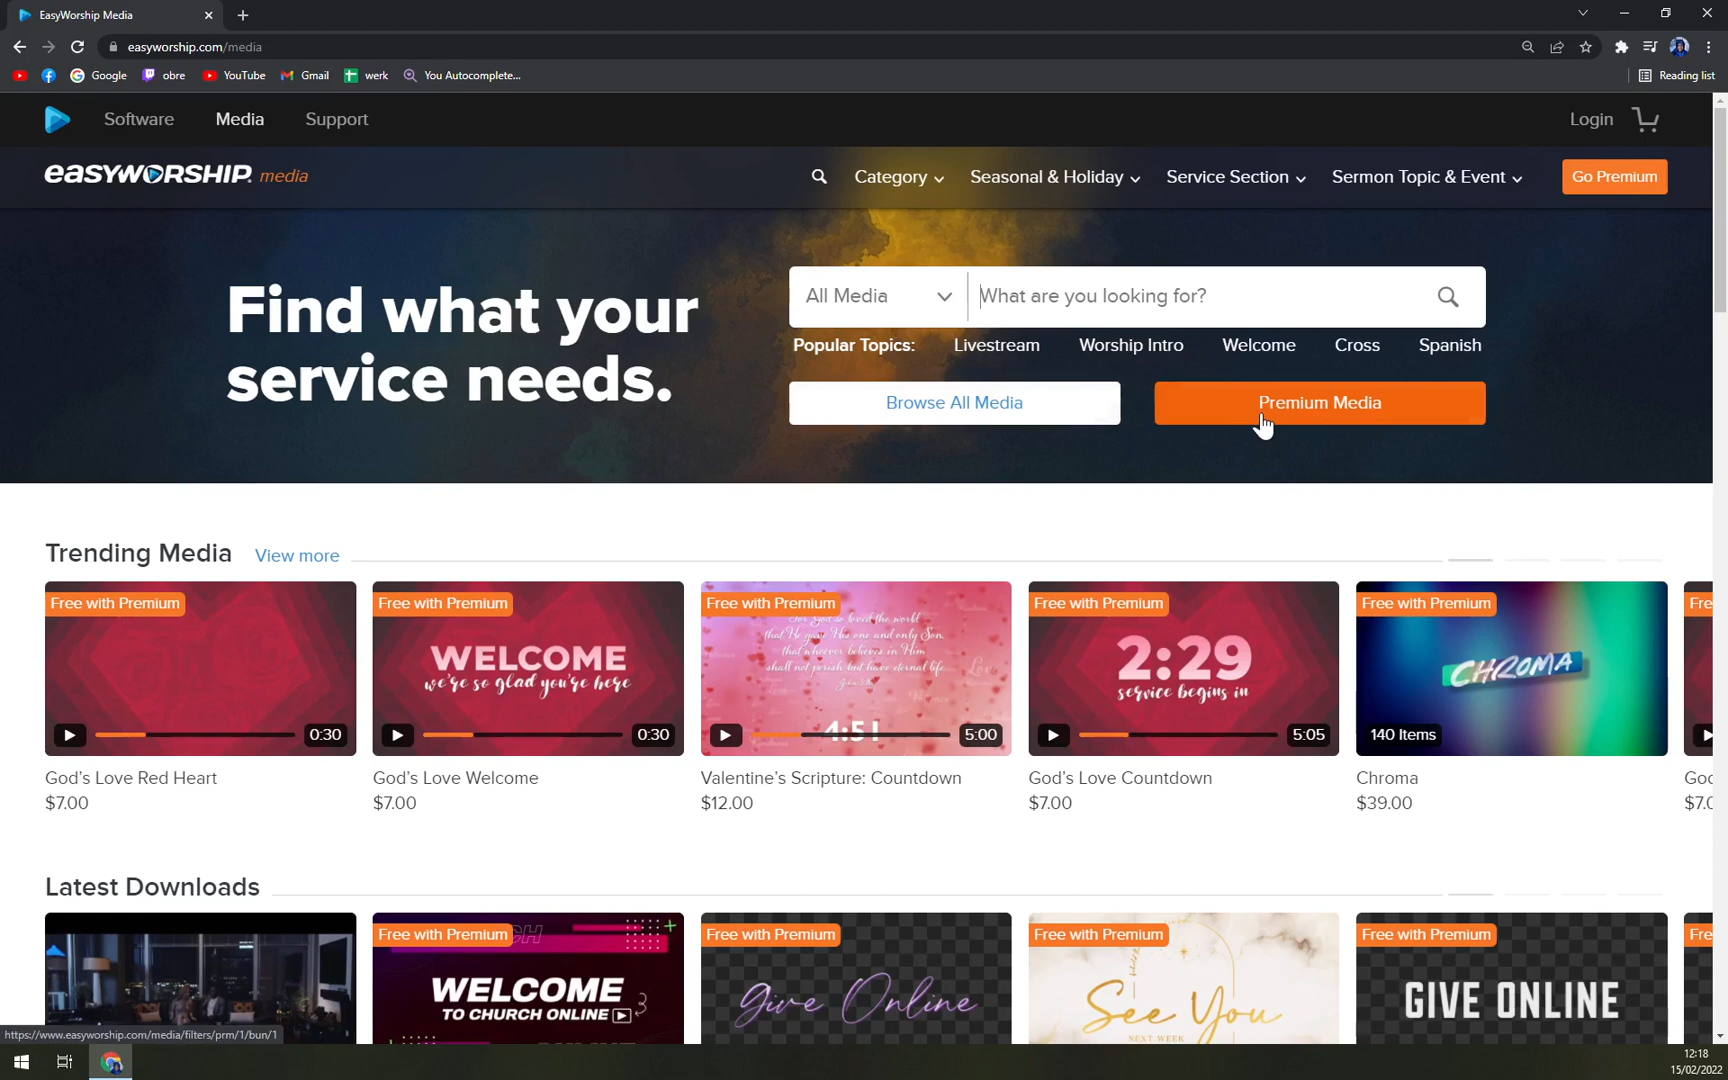 EasyWorship Media
easyworship.com/media
Google obre YouTube Gmail werk You Autocomplete... Reading list
Software Media Support Login
EASYWORSHIP. media Category Seasonal & Holiday Service Section Sermon Topic & Event Go Premium
Find what your
service needs.
All Media What are you looking for?
Popular Topics: Livestream Worship Intro Welcome Cross Spanish
Browse All Media Premium Media
Trending Media View more
Free with Premium Free with Premium Free with Premium Free with Premium Free with Premium Fre
For God so loved the world
that He gave His one and only Son,
that whoever believes in Him
shall not perish but have eternal life.
John 3:16
WELCOME
we're so glad you're here
2:29
service begins in
CHROMA
4:51
0:30 0:30 5:00 5:05 140 Items
God's Love Red Heart God's Love Welcome Valentine's Scripture: Countdown God's Love Countdown Chroma God
$7.00 $7.00 $12.00 $7.00 $39.00 $7.0
Latest Downloads
Free with Premium Free with Premium Free with Premium Free with Premium Fre
WELCOME
TO CHURCH ONLINE
Give Online
See You
NEXT WEEK
GIVE ONLINE
https://www.easyworship.com/media/filters/prm/1/bun/1
12:18
15/02/2022